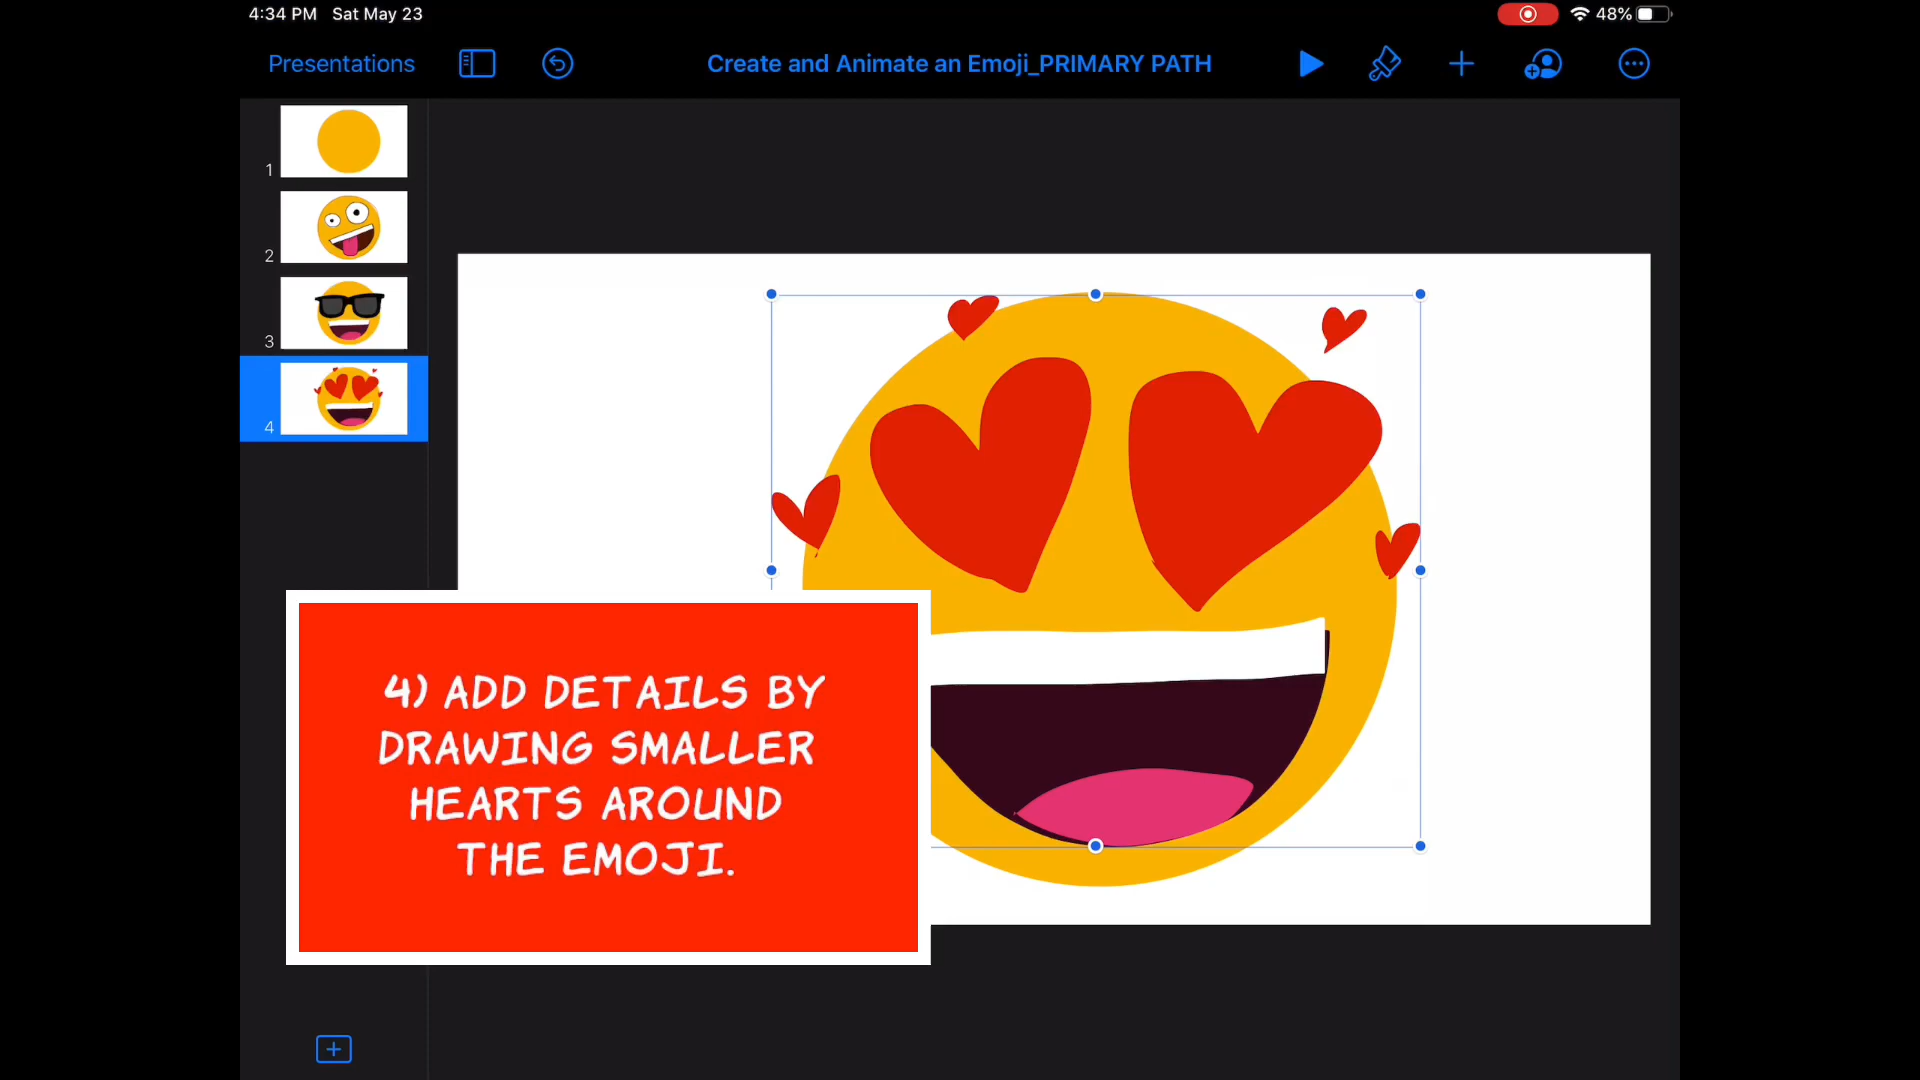 4:34 PM Sat May 23
48%
Presentations
Create and Animate an Emoji_PRIMARY PATH
1
2
3
4
4) ADD DETAILS BY
DRAWING SMALLER
HEARTS AROUND
THE EMOJI.